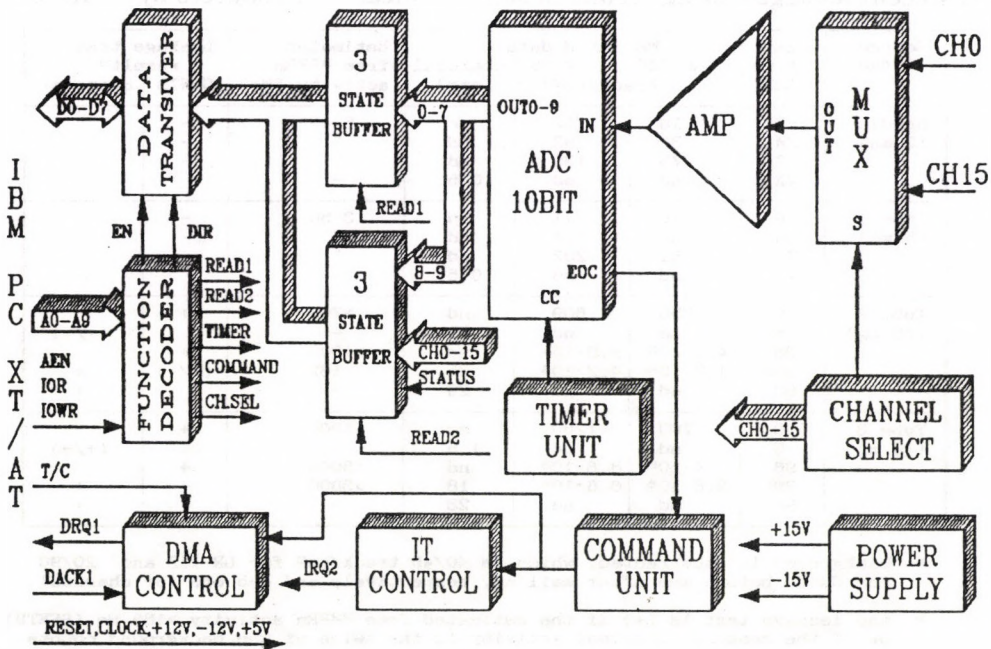 IBM PC XT/AT
D0-D7
DATA TRANSIVER
3 STATE BUFFER
0-7
OUT0-9
IN
ADC
10BIT
EOC
CC
AMP
OUT
MUX
S
CH0
CH15
EN
DIR
READ1
3 STATE BUFFER
8-9
CH0-15
STATUS
READ2
A0-A9
AEN
IOR
IOWR
FUNCTION DECODER
READ1
READ2
TIMER
COMMAND
CH.SEL
TIMER
UNIT
CH0-15
CHANNEL
SELECT
T/C
DRQ1
DACK1
DMA
CONTROL
IRQ2
IT
CONTROL
COMMAND
UNIT
+15V
-15V
POWER
SUPPLY
RESET,CLOCK,+12V,-12V,+5V